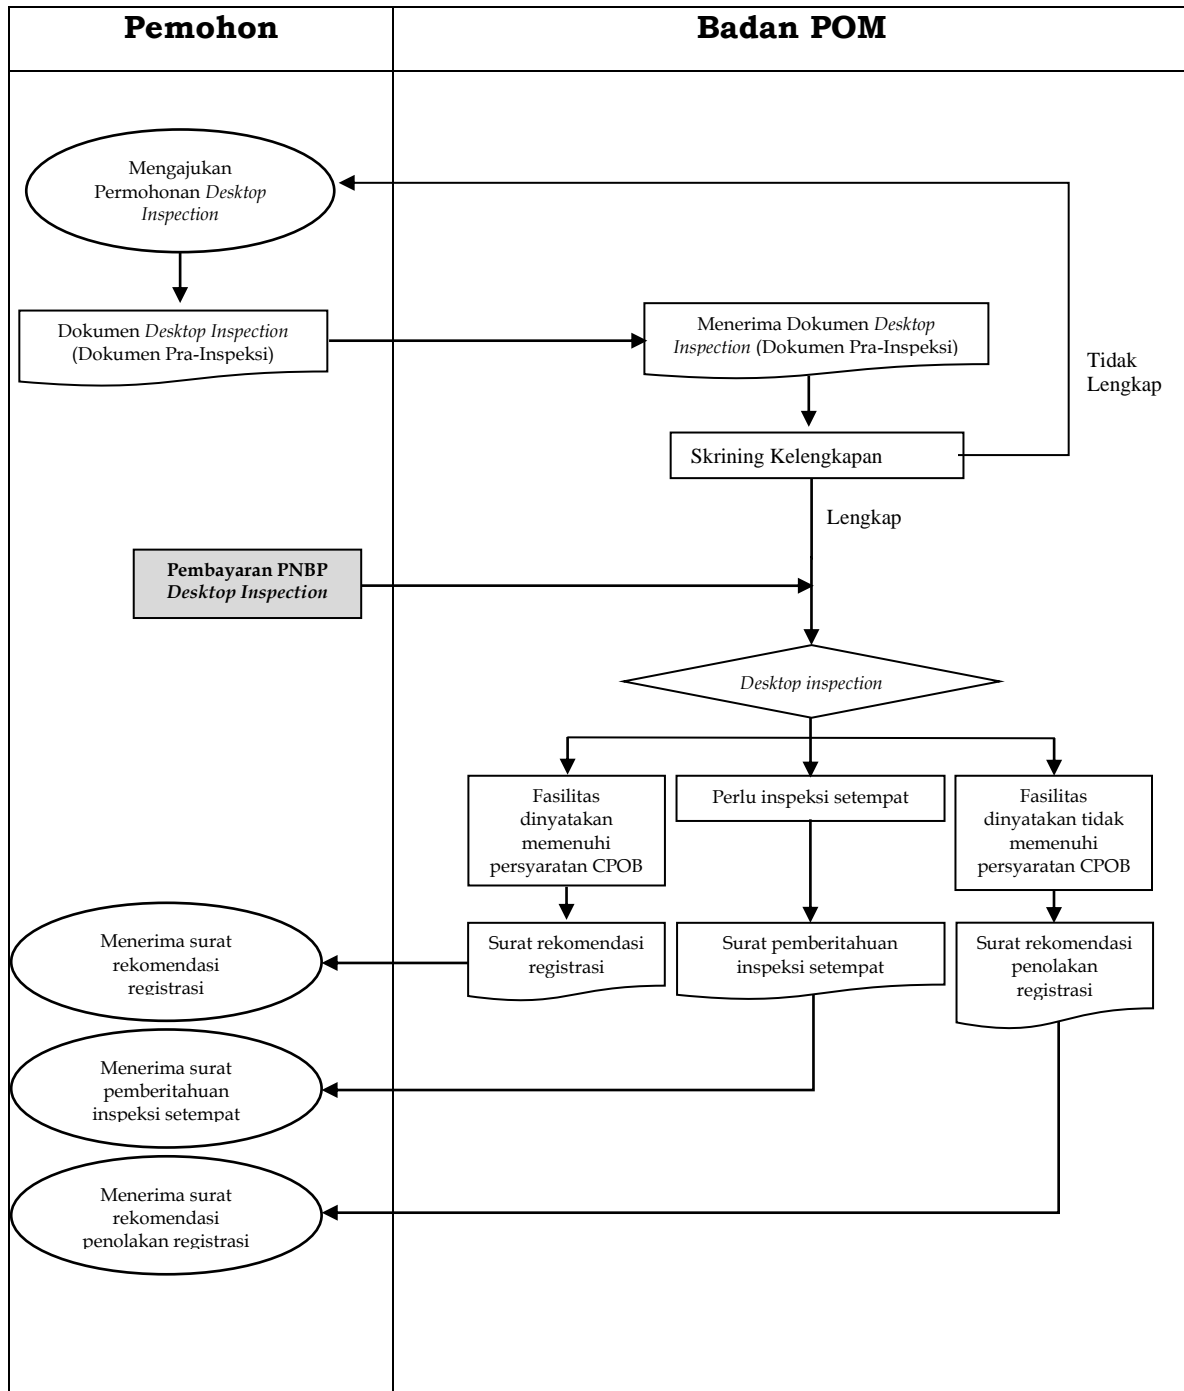 Pemohon
Badan POM
Mengajukan
Permohonan Desktop
Inspection
Dokumen Desktop Inspection
(Dokumen Pra-Inspeksi)
Menerima Dokumen Desktop
Inspection (Dokumen Pra-Inspeksi)
Tidak
Lengkap
Skrining Kelengkapan
Lengkap
Pembayaran PNBP
Desktop Inspection
Desktop inspection
Fasilitas
dinyatakan
memenuhi
persyaratan CPOB
Perlu inspeksi setempat
Fasilitas
dinyatakan tidak
memenuhi
persyaratan CPOB
Surat rekomendasi
registrasi
Surat pemberitahuan
inspeksi setempat
Surat rekomendasi
penolakan
registrasi
Menerima surat
rekomendasi
registrasi
Menerima surat
pemberitahuan
inspeksi setempat
Menerima surat
rekomendasi
penolakan registrasi